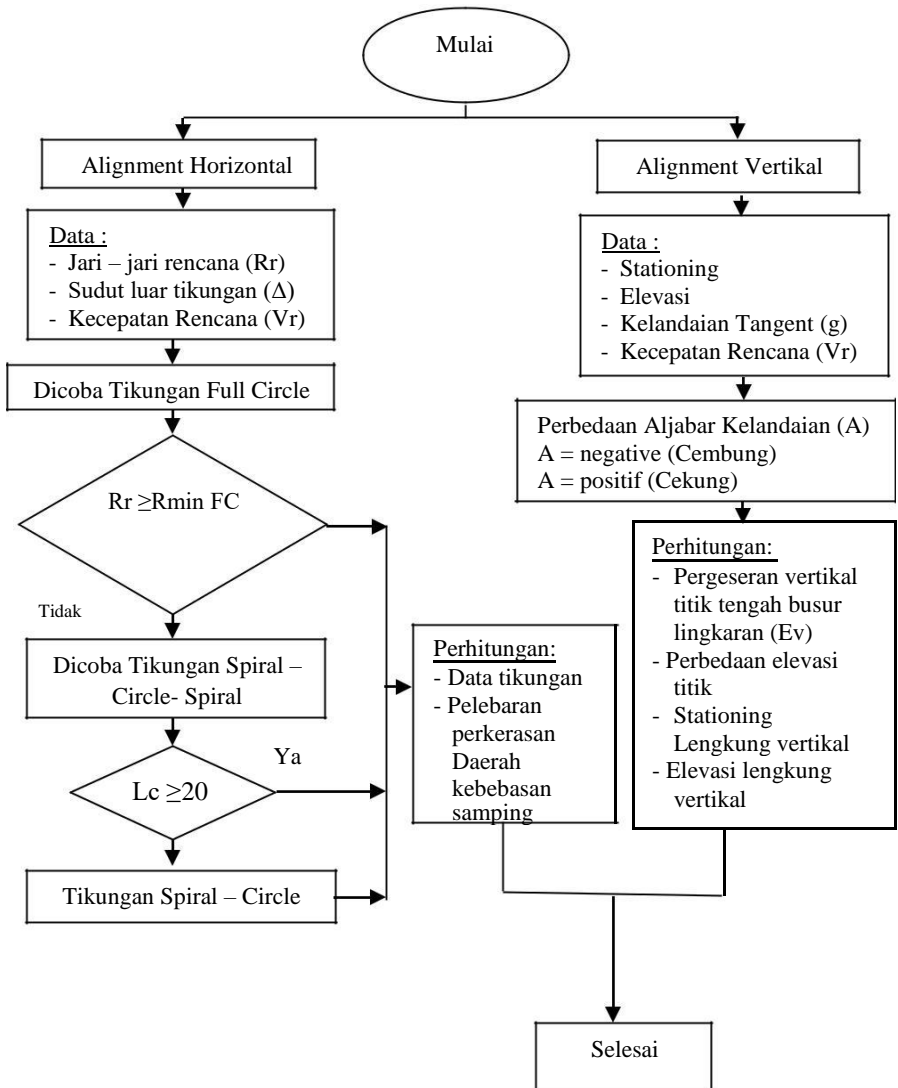 Mulai
Alignment Horizontal
Data :
- Jari – jari rencana (Rr)
- Sudut luar tikungan (Δ)
- Kecepatan Rencana (Vr)
Dicoba Tikungan Full Circle
Rr ≥Rmin FC
Tidak
Dicoba Tikungan Spiral –
Circle- Spiral
Ya
Lc ≥20
Tikungan Spiral – Circle
Perhitungan:
- Data tikungan
- Pelebaran
perkerasan
Daerah
kebebasan
samping
Alignment Vertikal
Data :
- Stationing
- Elevasi
- Kelandaian Tangent (g)
- Kecepatan Rencana (Vr)
Perbedaan Aljabar Kelandaian (A)
A = negative (Cembung)
A = positif (Cekung)
Perhitungan:
- Pergeseran vertikal
titik tengah busur
lingkaran (Ev)
- Perbedaan elevasi
titik
- Stationing
Lengkung vertikal
- Elevasi lengkung
vertikal
Selesai